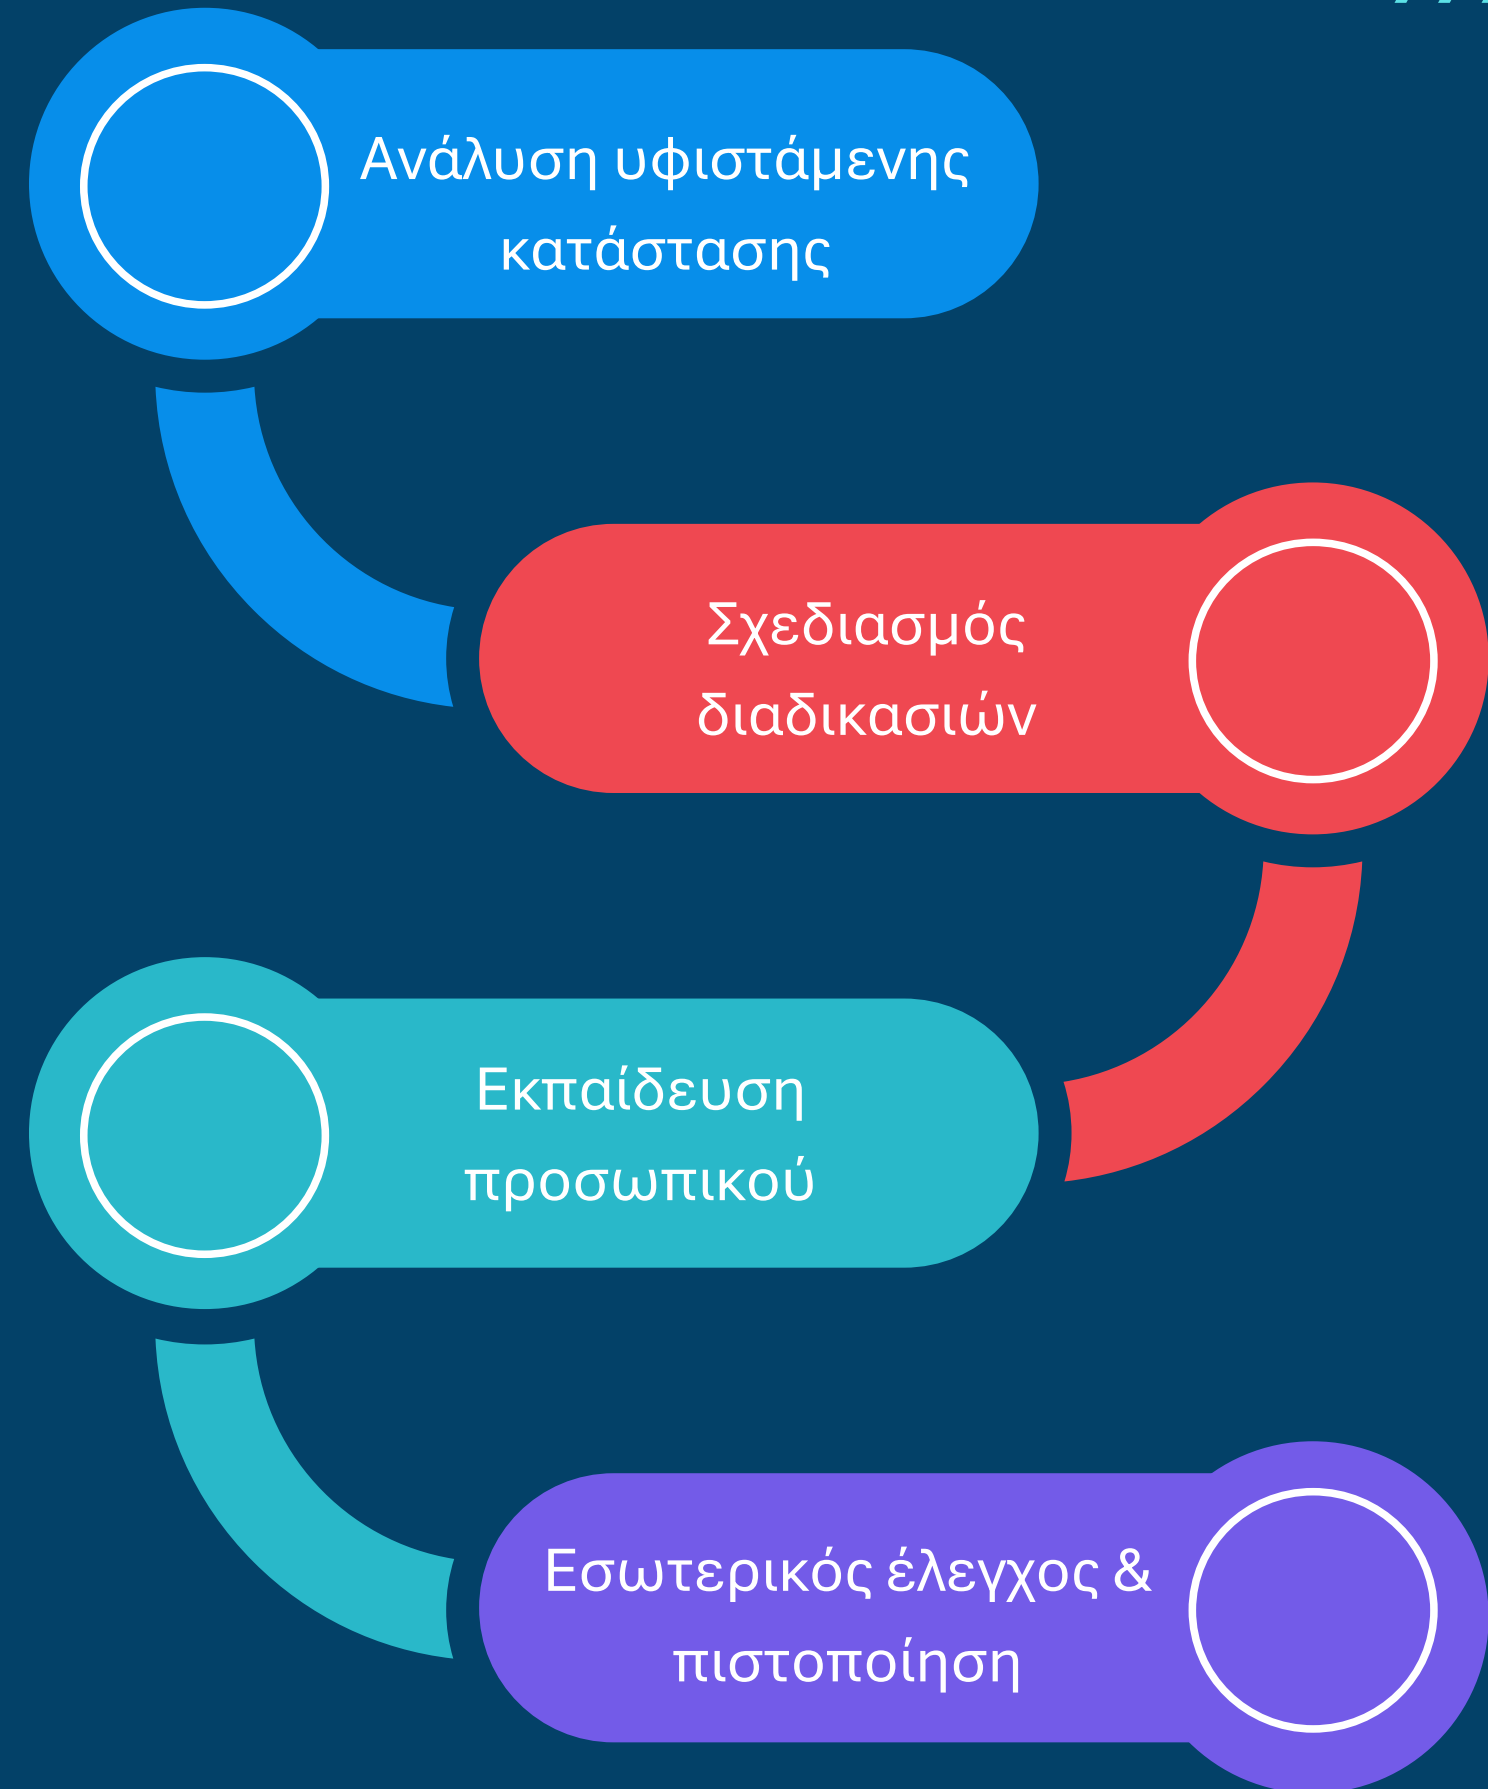 Ανάλυση υφιστάμενης
κατάστασης
Σχεδιασμός
διαδικασιών
Εκπαίδευση
προσωπικού
Εσωτερικός έλεγχος &
πιστοποίηση